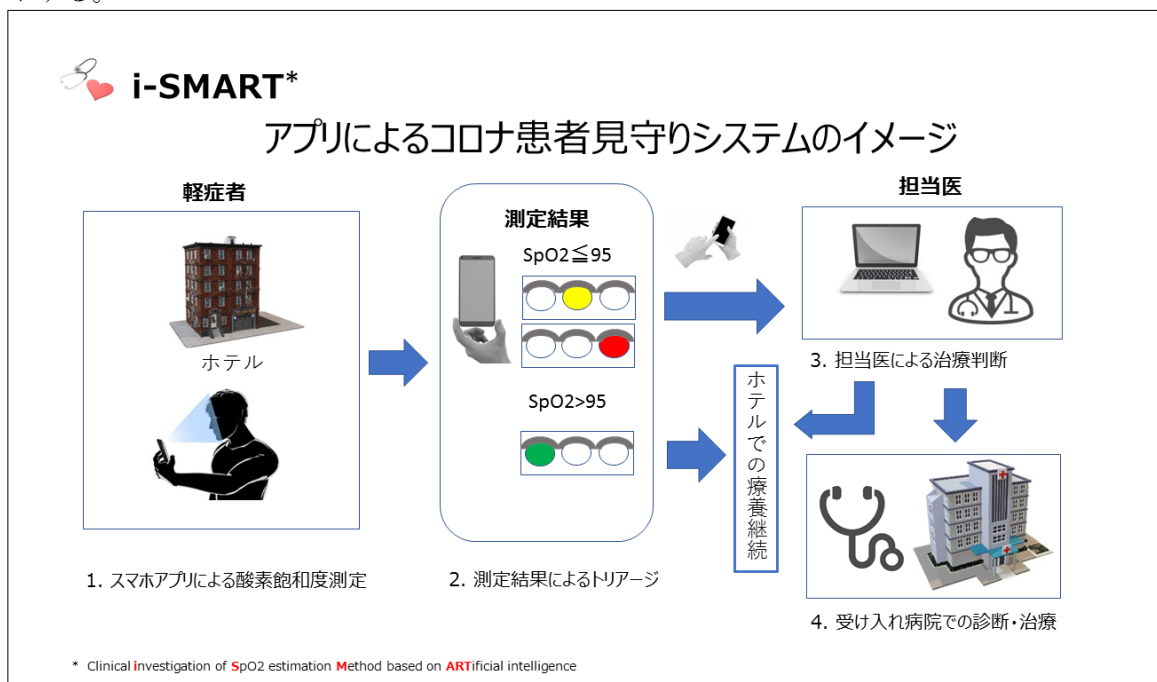 i-SMART*
アプリによるコロナ患者見守りシステムのイメージ
軽症者
ホテル
1. スマホアプリによる酸素飽和度測定
測定結果
SpO2≦95
SpO2>95
2. 測定結果によるトリアージ
担当医
3. 担当医による治療判断
ホテルでの療養継続
4. 受け入れ病院での診断・治療
* Clinical investigation of SpO2 estimation Method based on ARTificial intelligence